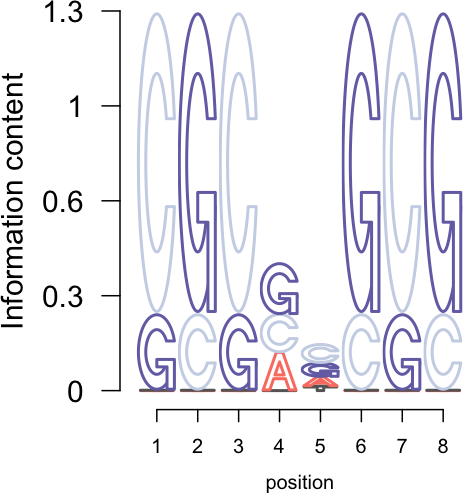 1.3
1
0.6
0.3
0
Information content
C G C G C G C G
G C G C G C G C
A A
1 2 3 4 5 6 7 8
position